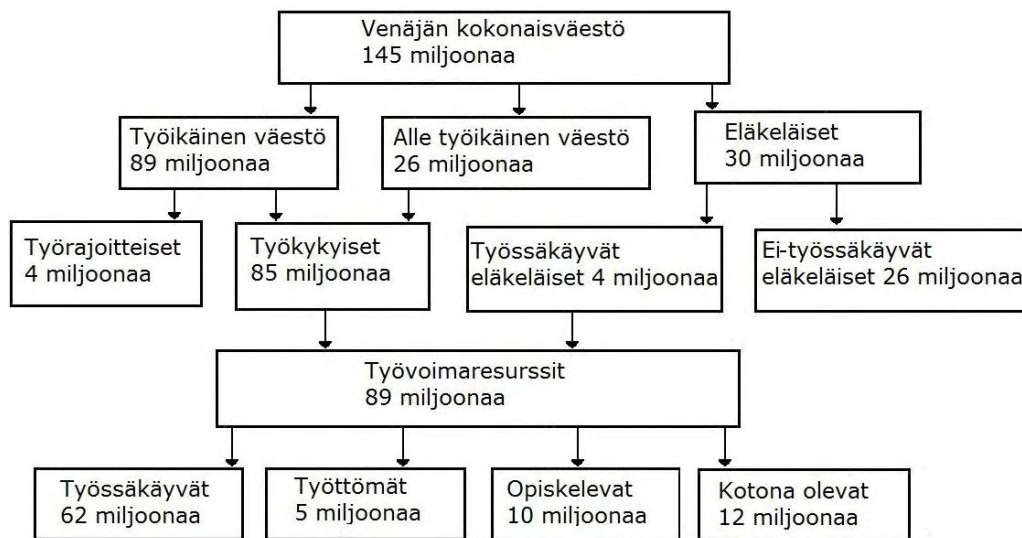 Venäjän kokonaisväestö
145 miljoonaa
Työikäinen väestö
89 miljoonaa
Alle työikäinen väestö
26 miljoonaa
Eläkeläiset
30 miljoonaa
Työrajoitteiset
4 miljoonaa
Työkykyiset
85 miljoonaa
Työssäkäyvät
eläkeläiset 4 miljoonaa
Ei-työssäkäyvät
eläkeläiset 26 miljoonaa
Työvoimaresurssit
89 miljoonaa
Työssäkäyvät
62 miljoonaa
Työttömät
5 miljoonaa
Opiskelevat
10 miljoonaa
Kotona olevat
12 miljoonaa